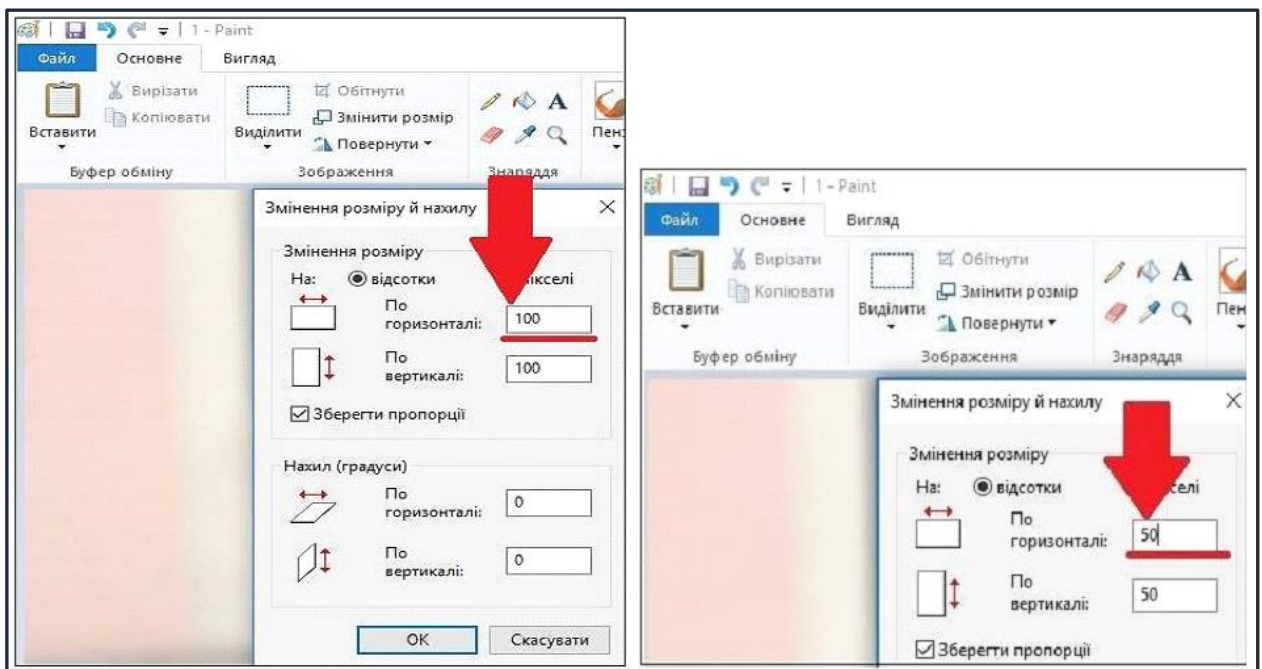 1 - Paint
Файл Основне Вигляд
Вставити
Вирізати
Копіювати
Буфер обміну
Виділити
Обітнути
Змінити розмір
Повернути
Зображення
A
Знаряддя
Змінення розміру й нахилу
Змінення розміру
На: відсотки
По горизонталі: 100
По вертикалі: 100
Зберегти пропорції
Нахил (градуси)
По горизонталі: 0
По вертикалі: 0
OK Скасувати
1 - Paint
Файл Основне Вигляд
Вставити
Вирізати
Копіювати
Буфер обміну
Виділити
Обітнути
Змінити розмір
Повернути
Зображення
A
Знаряддя
Змінення розміру й нахилу
Змінення розміру
На: відсотки
По горизонталі: 50
По вертикалі: 50
Зберегти пропорції